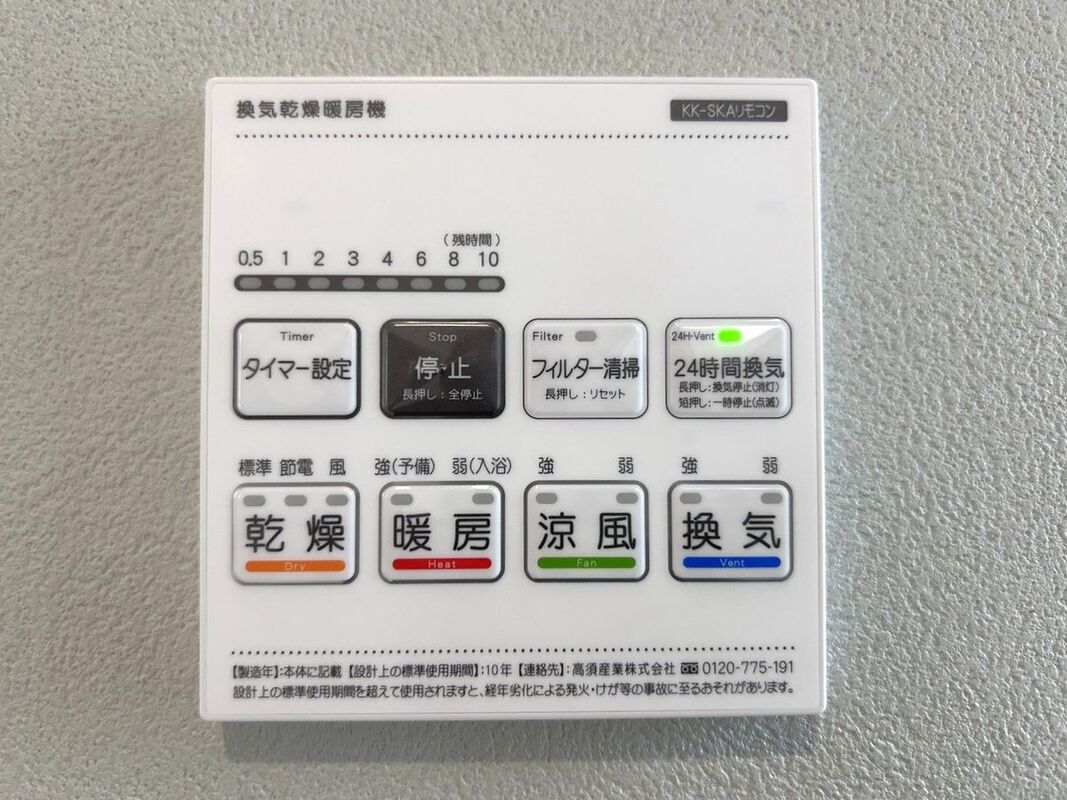 換気乾燥暖房機 KK-SKAリモコン
(残時間)
0.5 1 2 3 4 6 8 10
Timer
タイマー設定
Stop
停止
長押し:全停止
Filter
フィルター清掃
長押し:リセット
24H-Vent
24時間換気
長押し:換気停止(消灯)
短押し:一時停止(点滅)
標準 節電 風
乾燥
Dry
強(予備) 弱(入浴)
暖房
Heat
強 弱
涼風
Fan
強 弱
換気
Vent
【製造年】:本体に記載 【設計上の標準使用期間】:10年 【連絡先】:高須産業株式会社 0120-775-191
設計上の標準使用期間を超えて使用されますと、経年劣化による発火・けが等の事故に至るおそれがあります。